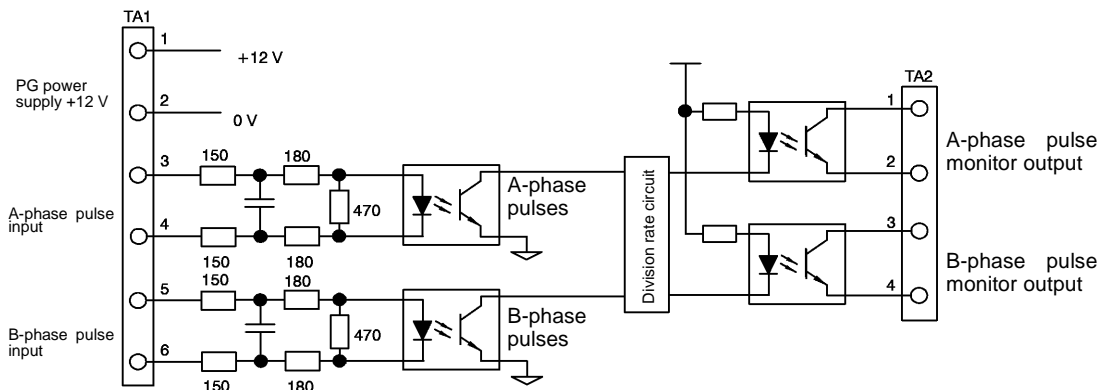 TA1
1
+12 V
PG power
supply +12 V
2
0 V
3
150
180
A-phase pulse
input
470
4
150
180
A-phase
pulses
5
150
180
B-phase pulse
input
470
6
150
180
B-phase
pulses
Division rate circuit
TA2
1
2
A-phase pulse
monitor output
3
4
B-phase pulse
monitor output